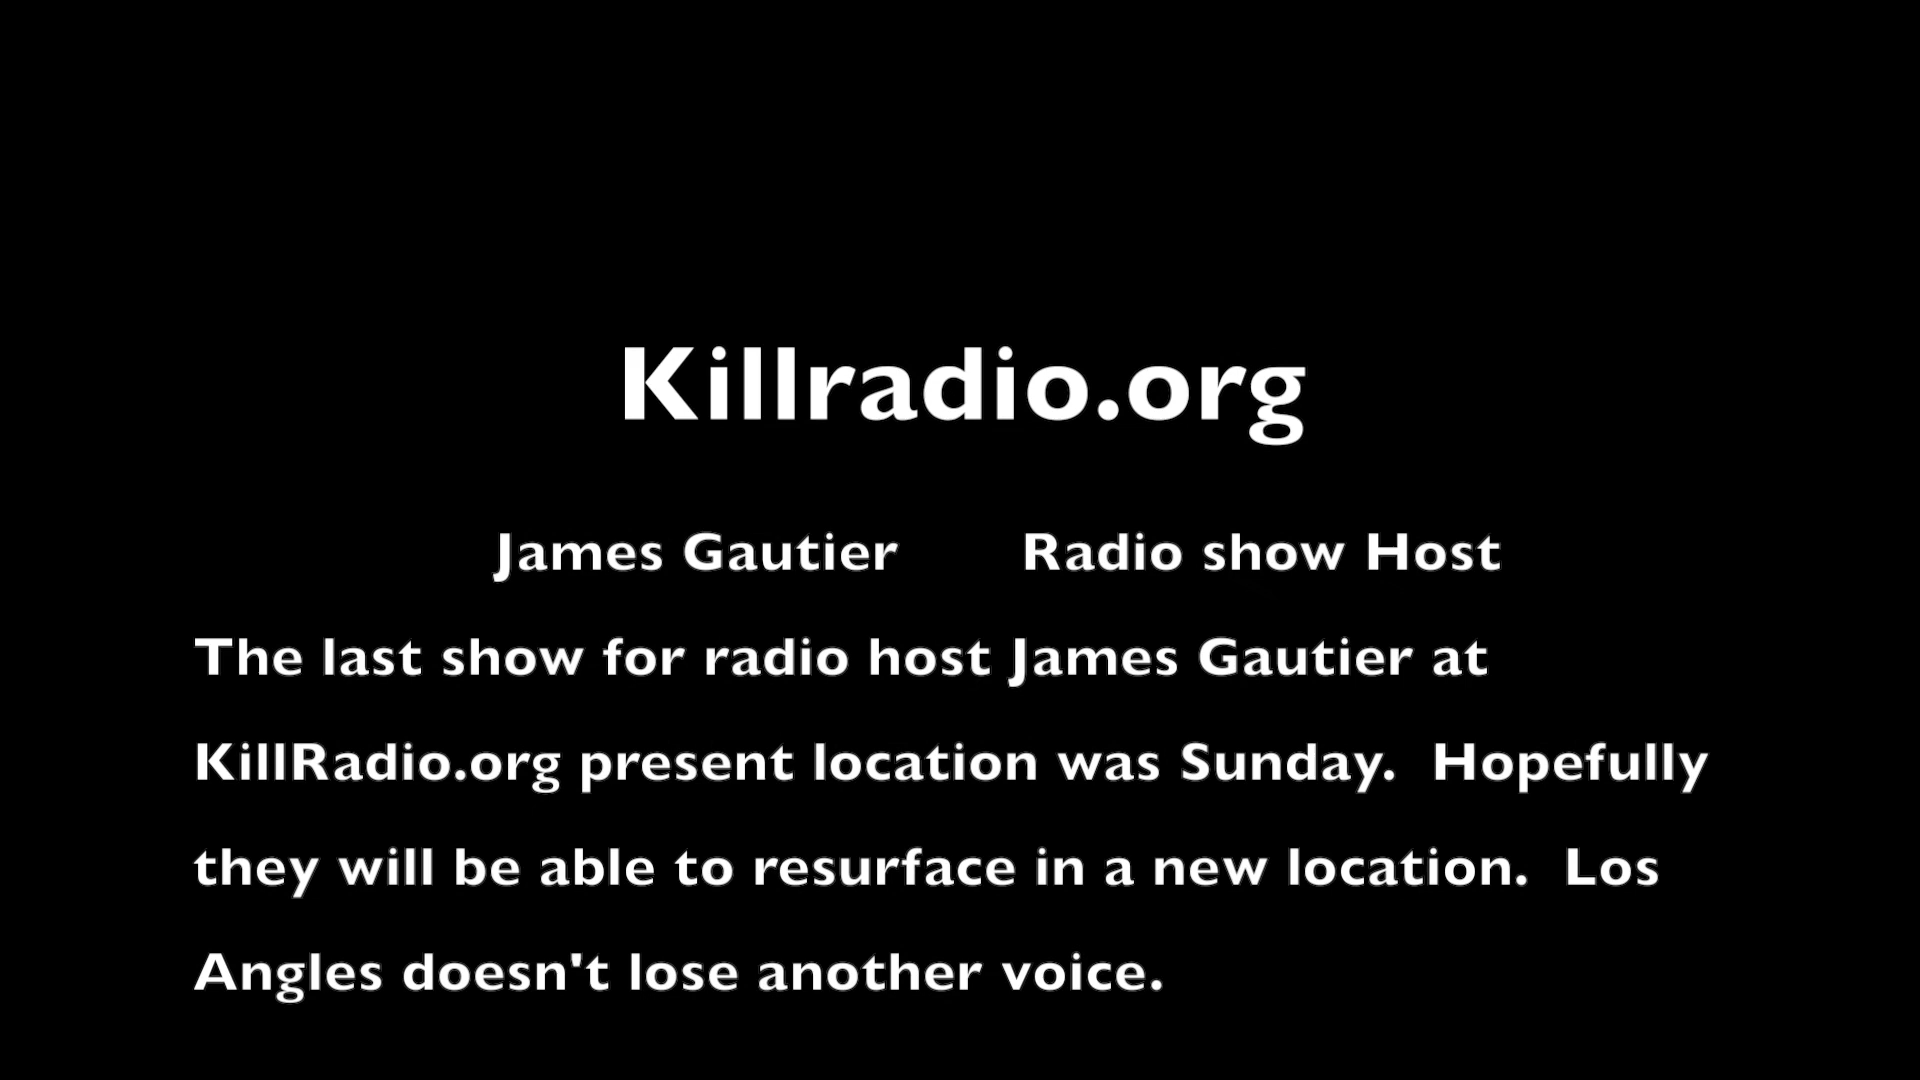 Killradio.org
James Gautier Radio show Host
The last show for radio host James Gautier at
KillRadio.org present location was Sunday. Hopefully
they will be able to resurface in a new location. Los
Angles doesn't lose another voice.